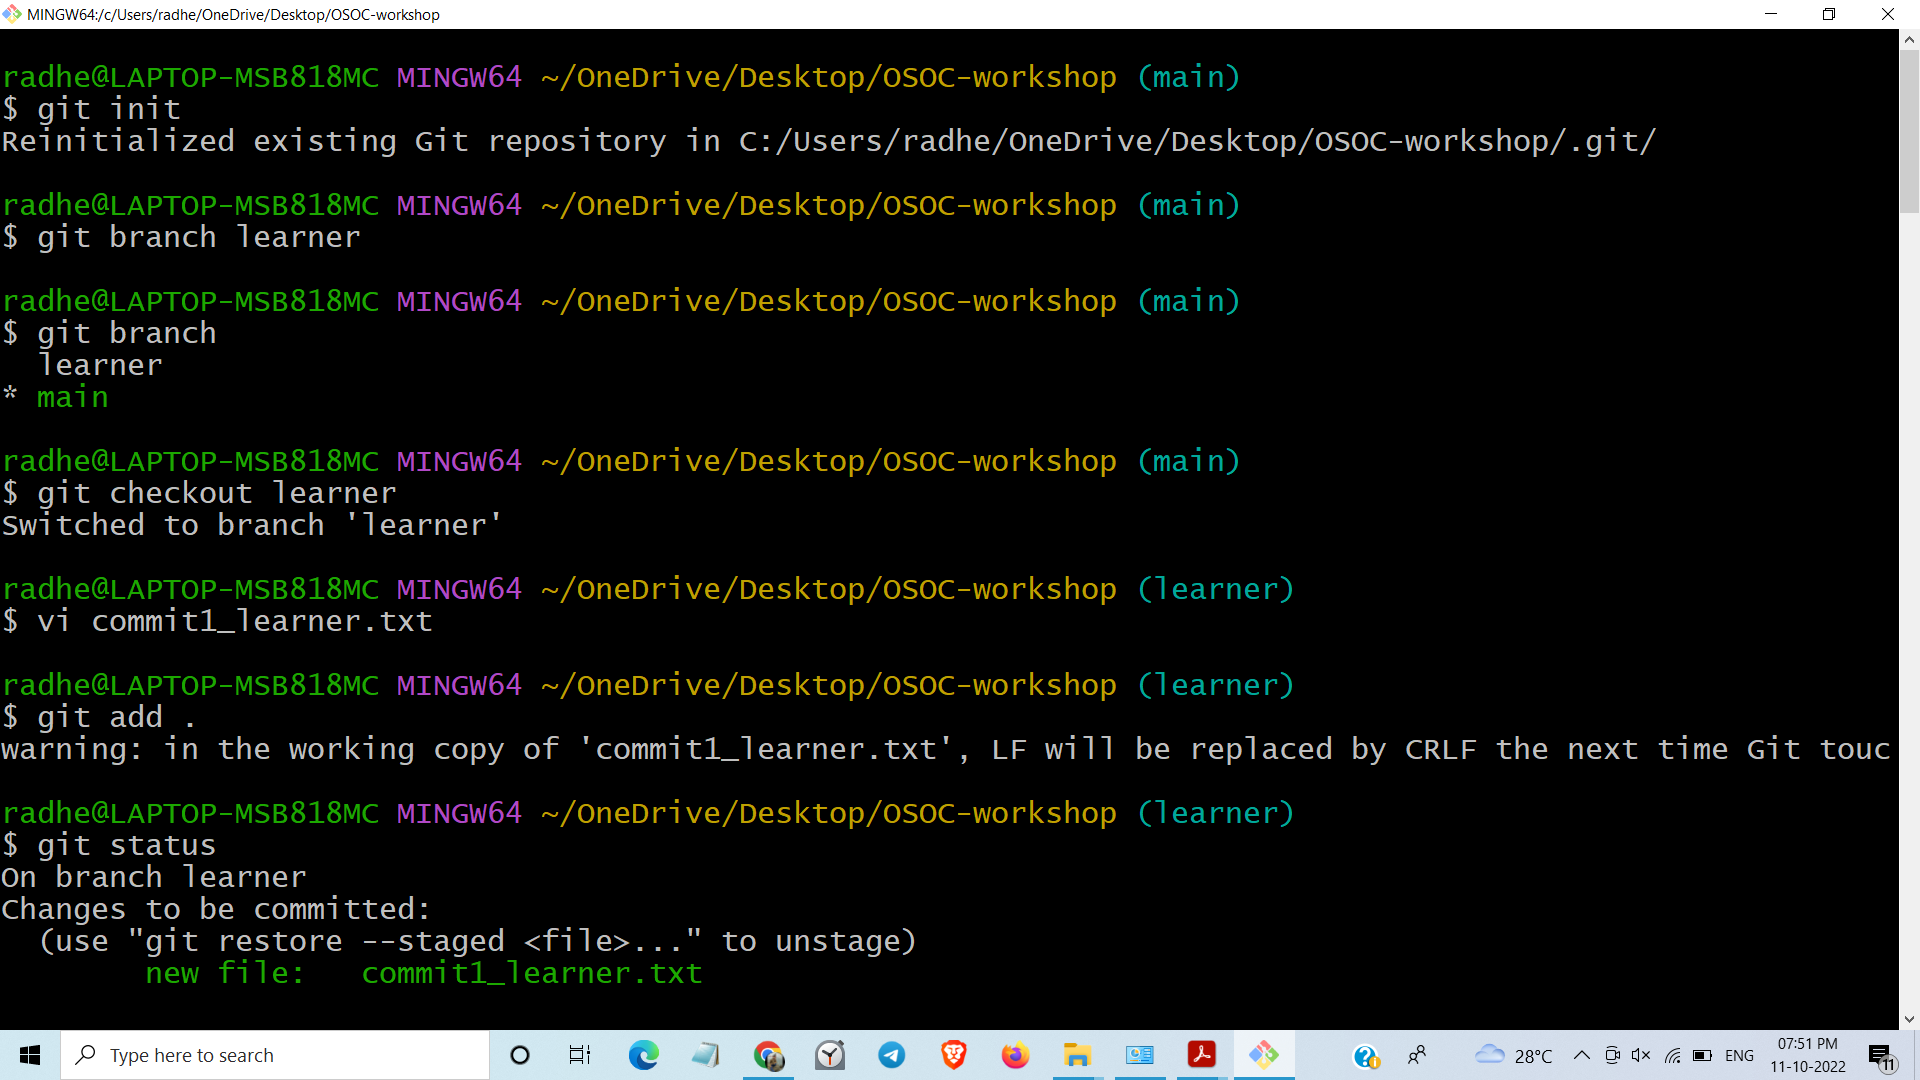 MINGW64:/c/Users/radhe/OneDrive/Desktop/OSOC-workshop
radhe@LAPTOP-MSB818MC MINGW64 ~/OneDrive/Desktop/OSOC-workshop (main)
$ git init
Reinitialized existing Git repository in C:/Users/radhe/OneDrive/Desktop/OSOC-workshop/.git/
radhe@LAPTOP-MSB818MC MINGW64 ~/OneDrive/Desktop/OSOC-workshop (main)
$ git branch learner
radhe@LAPTOP-MSB818MC MINGW64 ~/OneDrive/Desktop/OSOC-workshop (main)
$ git branch
  learner
* main
radhe@LAPTOP-MSB818MC MINGW64 ~/OneDrive/Desktop/OSOC-workshop (main)
$ git checkout learner
Switched to branch 'learner'
radhe@LAPTOP-MSB818MC MINGW64 ~/OneDrive/Desktop/OSOC-workshop (learner)
$ vi commit1_learner.txt
radhe@LAPTOP-MSB818MC MINGW64 ~/OneDrive/Desktop/OSOC-workshop (learner)
$ git add .
warning: in the working copy of 'commit1_learner.txt', LF will be replaced by CRLF the next time Git touc
radhe@LAPTOP-MSB818MC MINGW64 ~/OneDrive/Desktop/OSOC-workshop (learner)
$ git status
On branch learner
Changes to be committed:
  (use "git restore --staged <file>..." to unstage)
        new file:   commit1_learner.txt
Type here to search
28°C
ENG
07:51 PM
11-10-2022
11